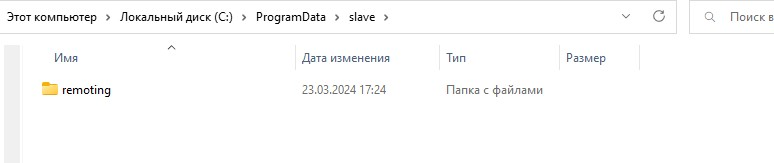 Этот компьютер > Локальный диск (C:) > ProgramData > slave >
Поиск в
Имя Дата изменения Тип Размер
remoting 23.03.2024 17:24 Папка с файлами